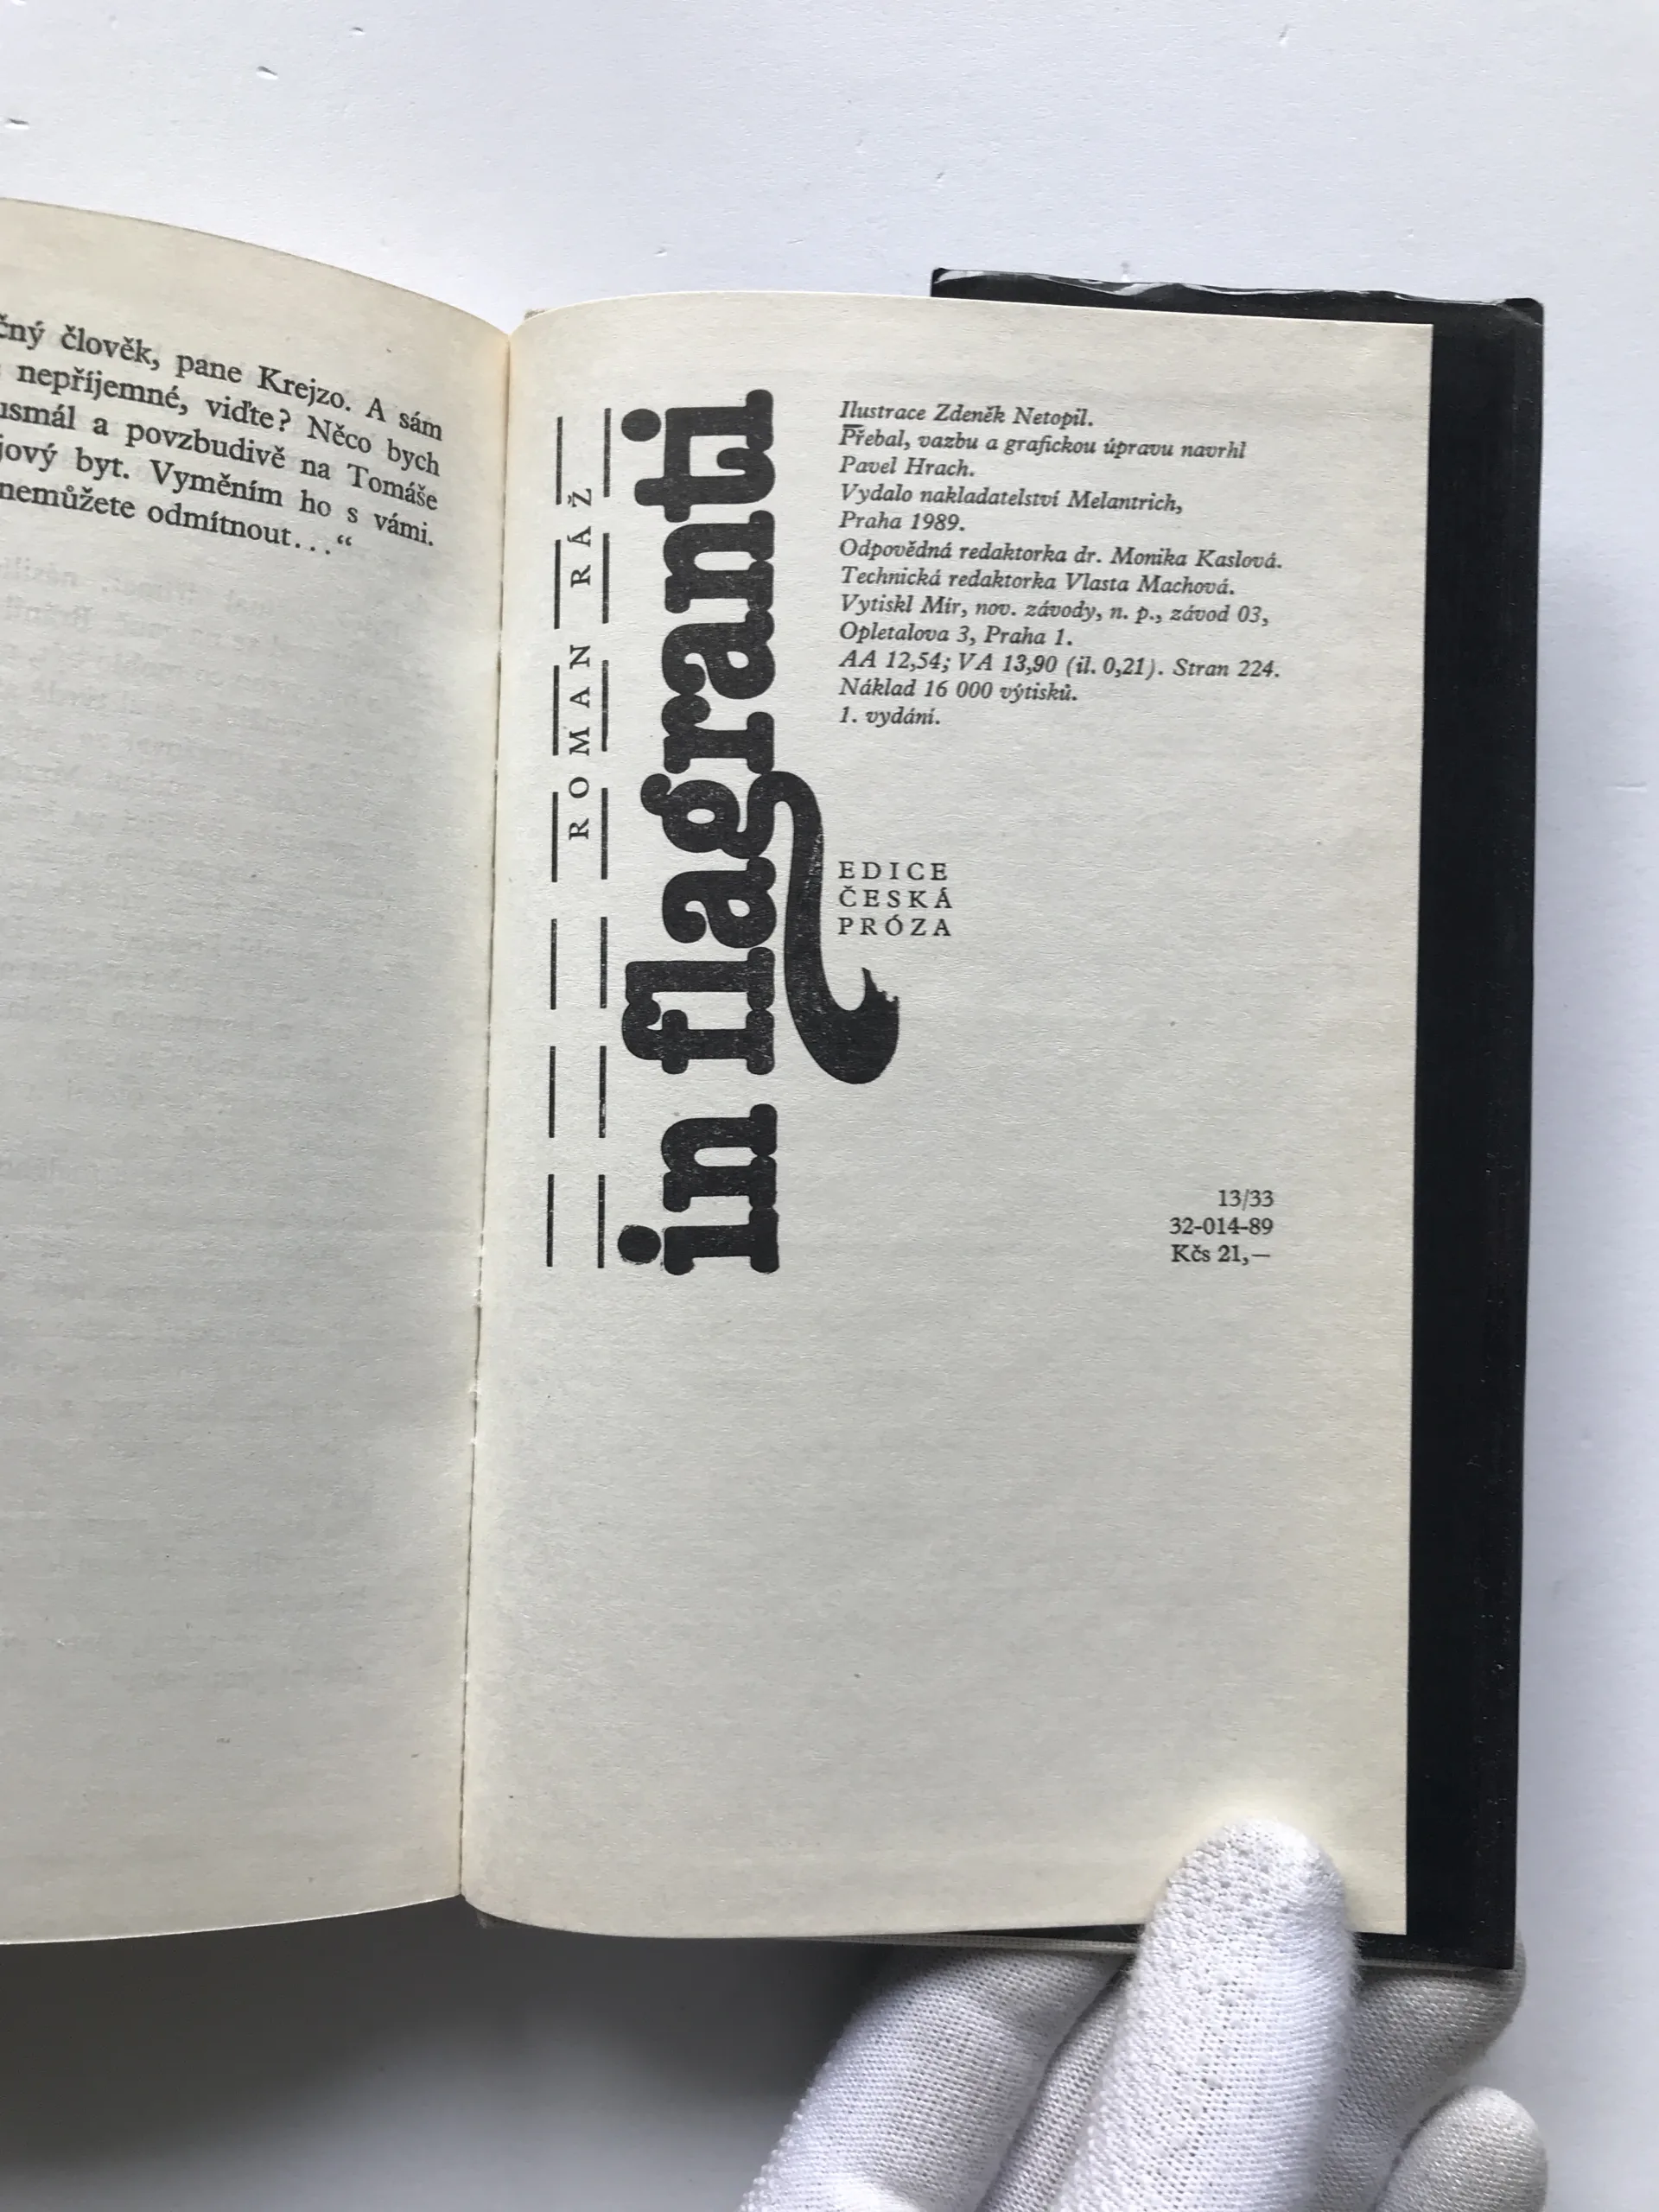 čný člověk, pane Krejzo. A sám
nepříjemné, viďte? Něco bych
usmál a povzbudivě na Tomáše
jový byt. Vyměním ho s vámi.
nemůžete odmítnout…“
ROMAN RÁŽ
in flagranti
Ilustrace Zdeněk Netopil.
Přebal, vazbu a grafickou úpravu navrhl
Pavel Hrach.
Vydalo nakladatelství Melantrich,
Praha 1989.
Odpovědná redaktorka dr. Monika Kaslová.
Technická redaktorka Vlasta Machová.
Vytiskl Mír, nov. závody, n. p., závod 03,
Opletalova 3, Praha 1.
AA 12,54; VA 13,90 (il. 0,21). Stran 224.
Náklad 16 000 výtisků.
1. vydání.
EDICE
ČESKÁ
PRÓZA
13/33
32-014-89
Kčs 21,—